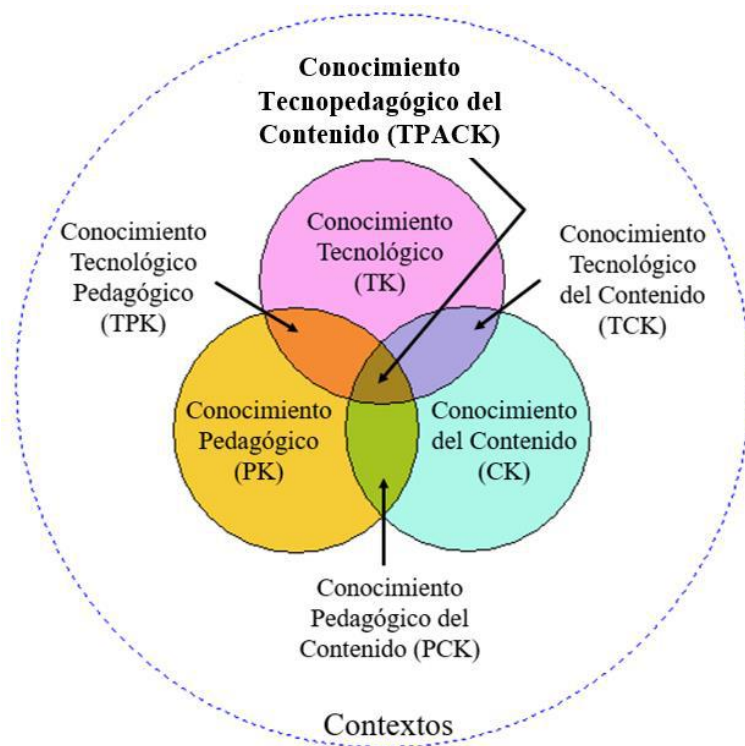 Conocimiento
Tecnopedagógico del
Contenido (TPACK)
Conocimiento
Tecnológico
(TK)
Conocimiento
Tecnológico
Pedagógico
(TPK)
Conocimiento
Tecnológico
del Contenido
(TCK)
Conocimiento
Pedagógico
(PK)
Conocimiento
del Contenido
(CK)
Conocimiento
Pedagógico del
Contenido (PCK)
Contextos